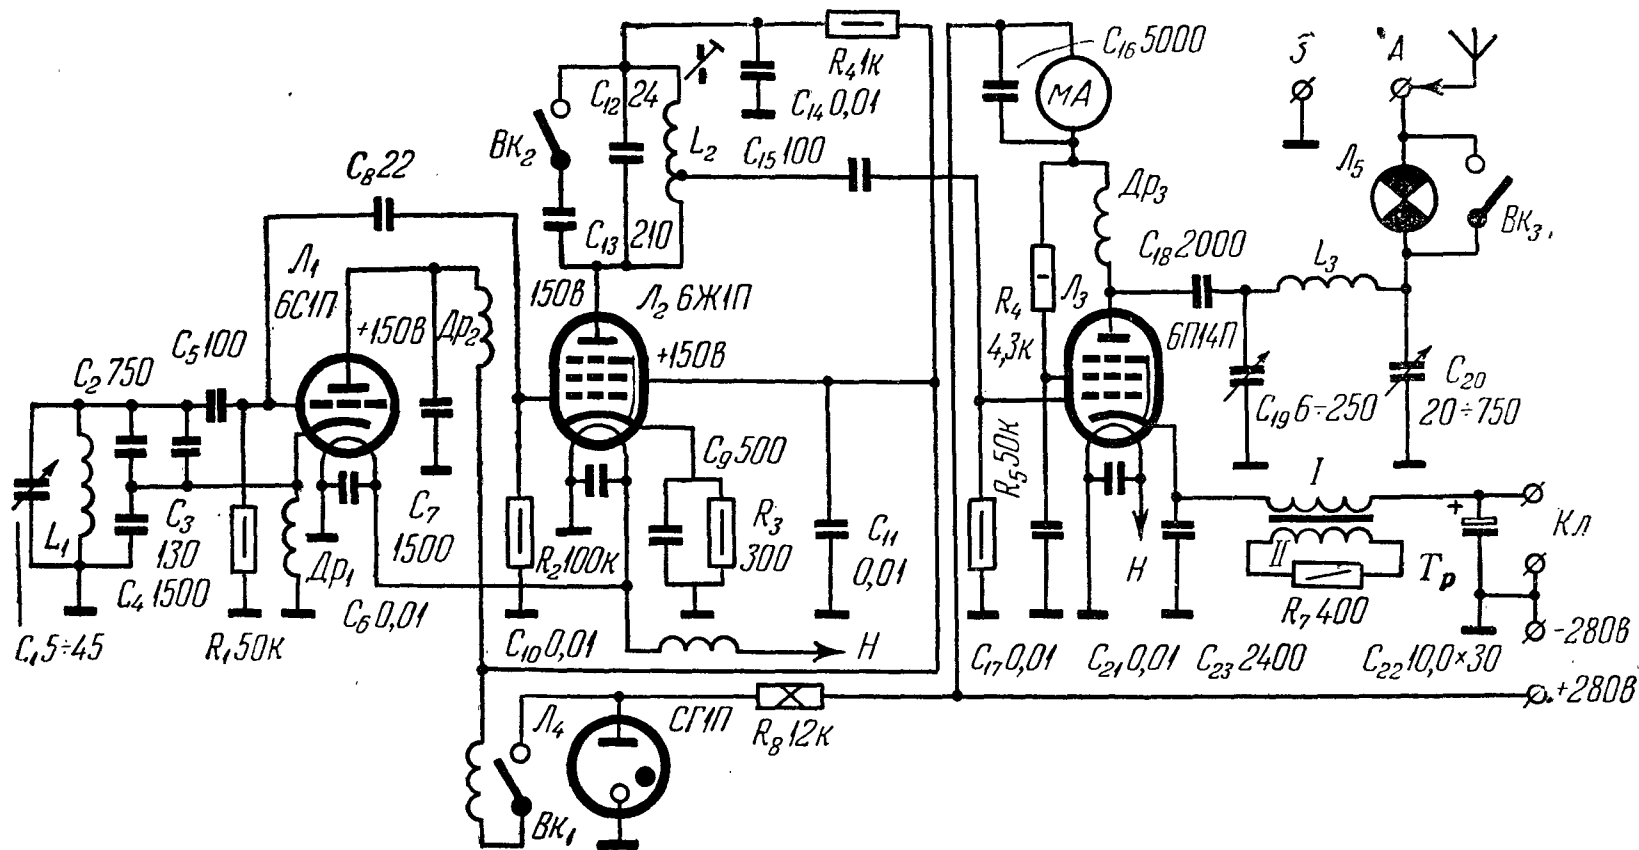 R₄ 1к
C₁₆ 5000
мА
А
C₁₂ 24
C₁₄ 0,01
Вк₂
L₂
C₁₅ 100
Л₅
C₈ 22
Др₃
Вк₃
C₁₃ 210
C₁₈ 2000
L₃
Л₁
6С1П
150В
Л₂ 6Ж1П
+150В
Др₂
R₄
4,3к
Л₃
6П14П
C₅ 100
+150В
C₂ 750
C₁₉ 6÷250
C₂₀
20÷750
C₉ 500
R₅ 50к
I
+
Кл
L₁
C₃
130
C₇
1500
R₃
300
C₁₁
0,01
Н
II
Тр
C₄ 1500
Др₁
R₂ 100к
R₇ 400
C₁ 5÷45
R₁ 50к
C₆ 0,01
C₁₀ 0,01
Н
C₁₇ 0,01
C₂₁ 0,01
C₂₃ 2400
C₂₂ 10,0×30
-280В
+280В
Л₄
СГ1П
R₈ 12к
Вк₁